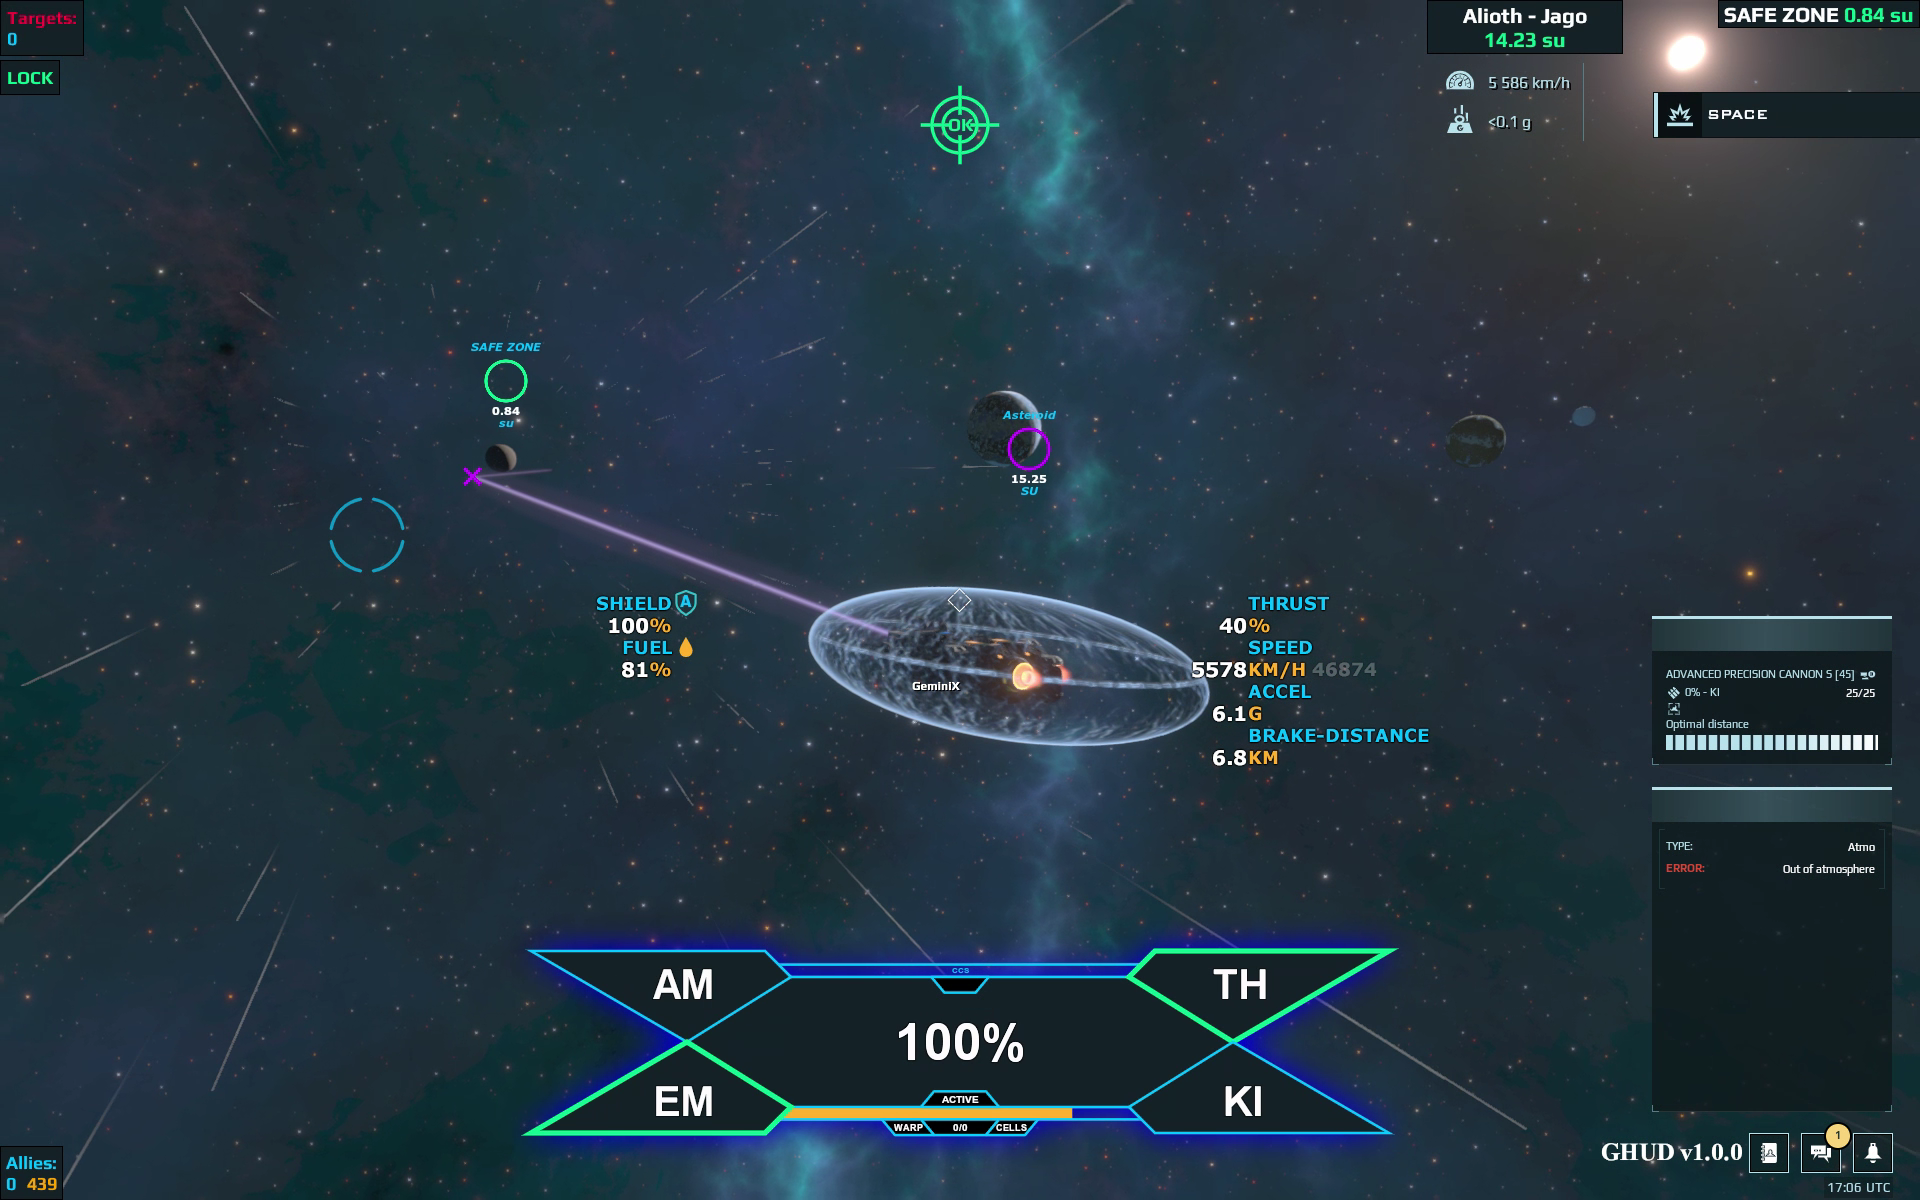 Targets:
0
LOCK
OK
Alioth - Jago
14.23 su
SAFE ZONE 0.84 su
5 586 km/h
<0.1 g
SPACE
SAFE ZONE
0.84
su
Asteroid
15.25
SU
SHIELD A
100%
FUEL
81%
GeminiX
THRUST
40%
SPEED
5578KM/H 46874
ACCEL
6.1G
BRAKE-DISTANCE
6.8KM
ADVANCED PRECISION CANNON S [45]
0% - KI 25/25
Optimal distance
TYPE: Atmo
ERROR: Out of atmosphere
CCS
AM
TH
100%
EM
KI
ACTIVE
WARP 0/0 CELLS
Allies:
0 439
GHUD v1.0.0
1
17:06 UTC